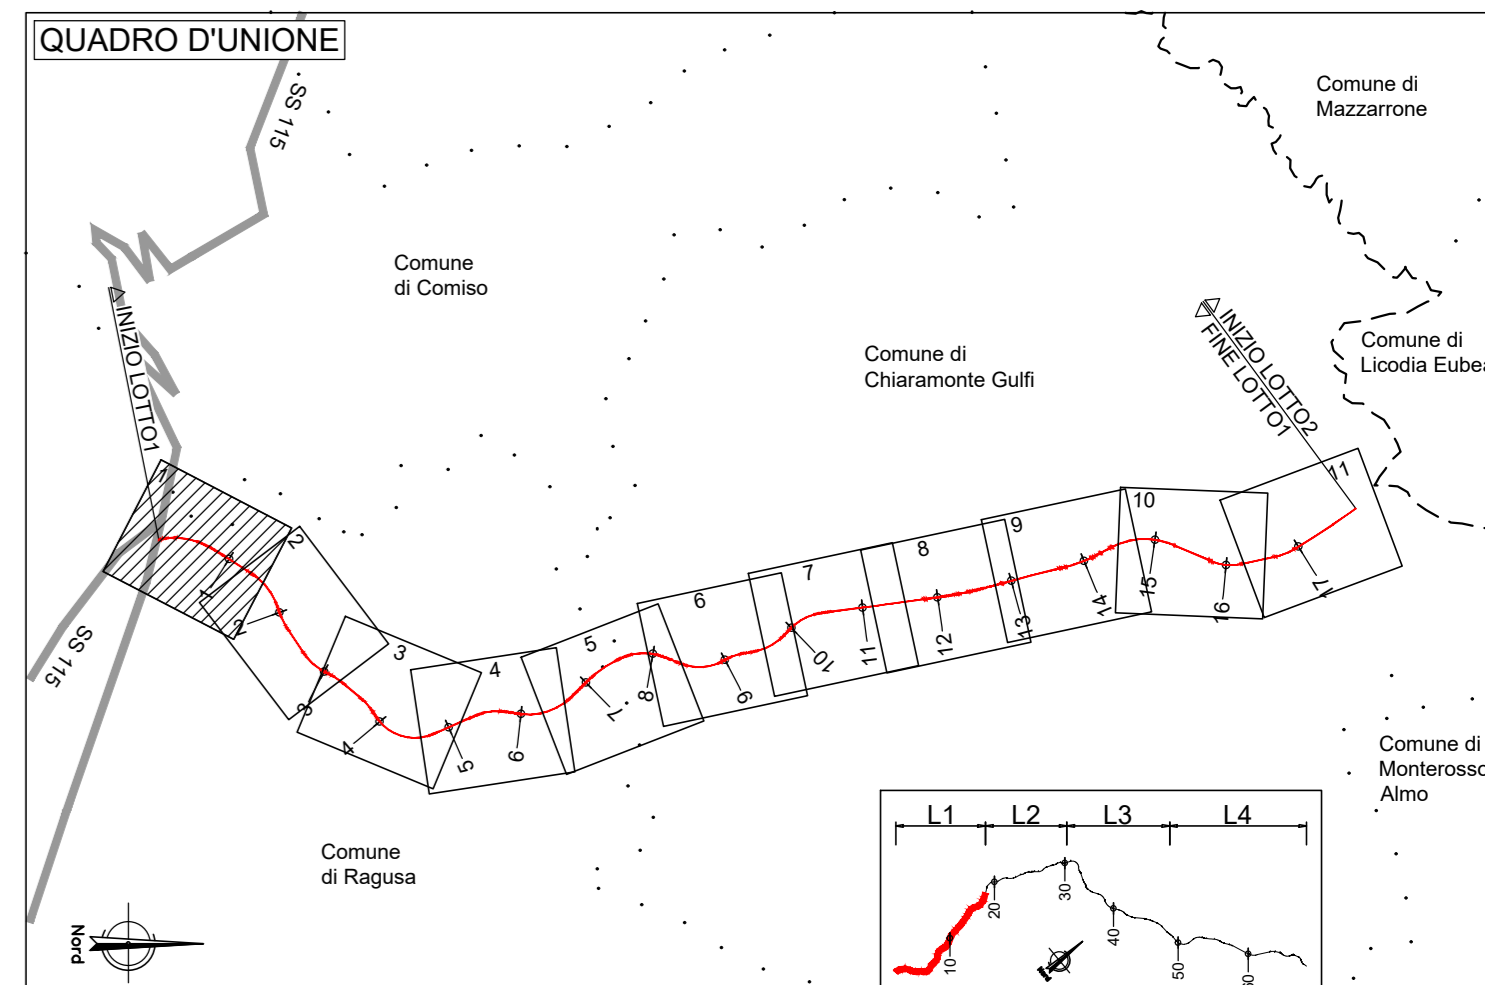 QUADRO D'UNIONE
SS 115
Comune di
Mazzarrone
Comune
di Comiso
INIZIO LOTTO1
INIZIO LOTTO2
FINE LOTTO1
Comune di
Licodia Eubea
Comune di
Chiaramonte Gulfi
1
2
3
4
5
6
7
8
9
10
11
1
2
3
4
5
6
7
8
9
10
11
12
13
14
15
16
17
SS 115
Comune di
Monterosso
Almo
Comune
di Ragusa
Nord
L1 L2 L3 L4
10
20
30
40
50
60